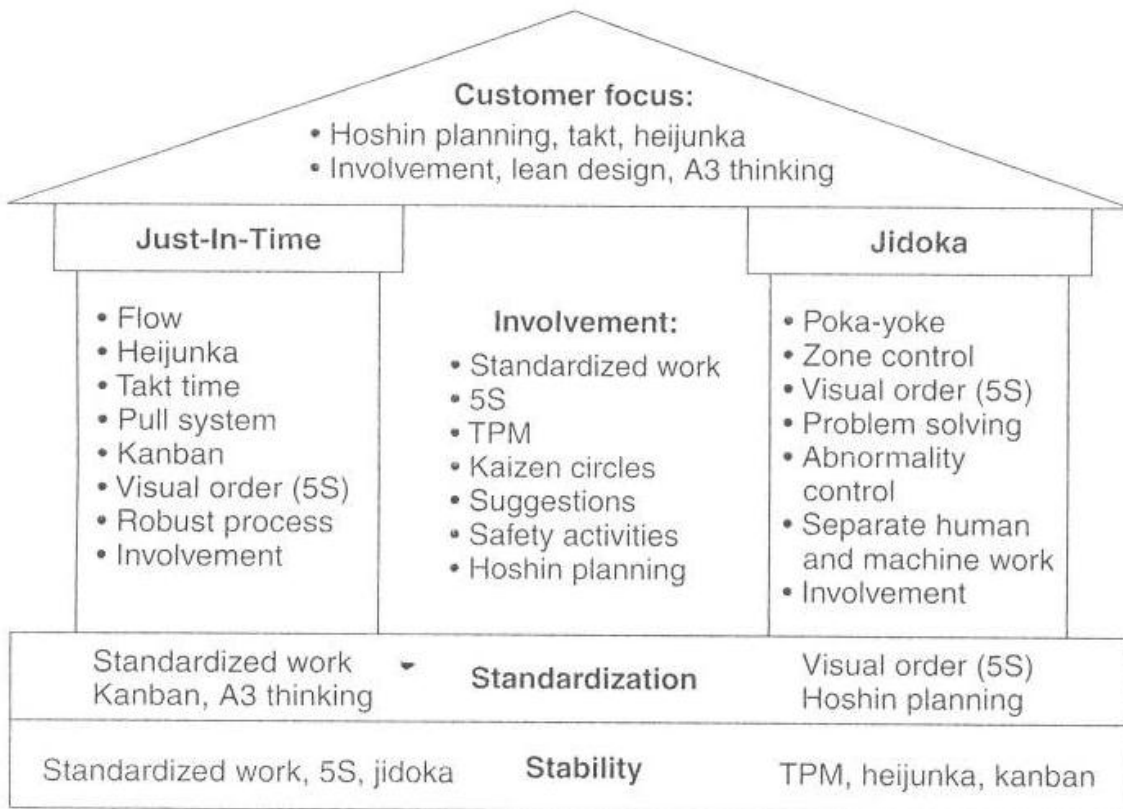 Customer focus:
• Hoshin planning, takt, heijunka
• Involvement, lean design, A3 thinking
Just-In-Time
• Flow
• Heijunka
• Takt time
• Pull system
• Kanban
• Visual order (5S)
• Robust process
• Involvement
Involvement:
• Standardized work
• 5S
• TPM
• Kaizen circles
• Suggestions
• Safety activities
• Hoshin planning
Jidoka
• Poka-yoke
• Zone control
• Visual order (5S)
• Problem solving
• Abnormality
control
• Separate human
and machine work
• Involvement
Standardized work
Kanban, A3 thinking
Standardization
Visual order (5S)
Hoshin planning
Standardized work, 5S, jidoka
Stability
TPM, heijunka, kanban